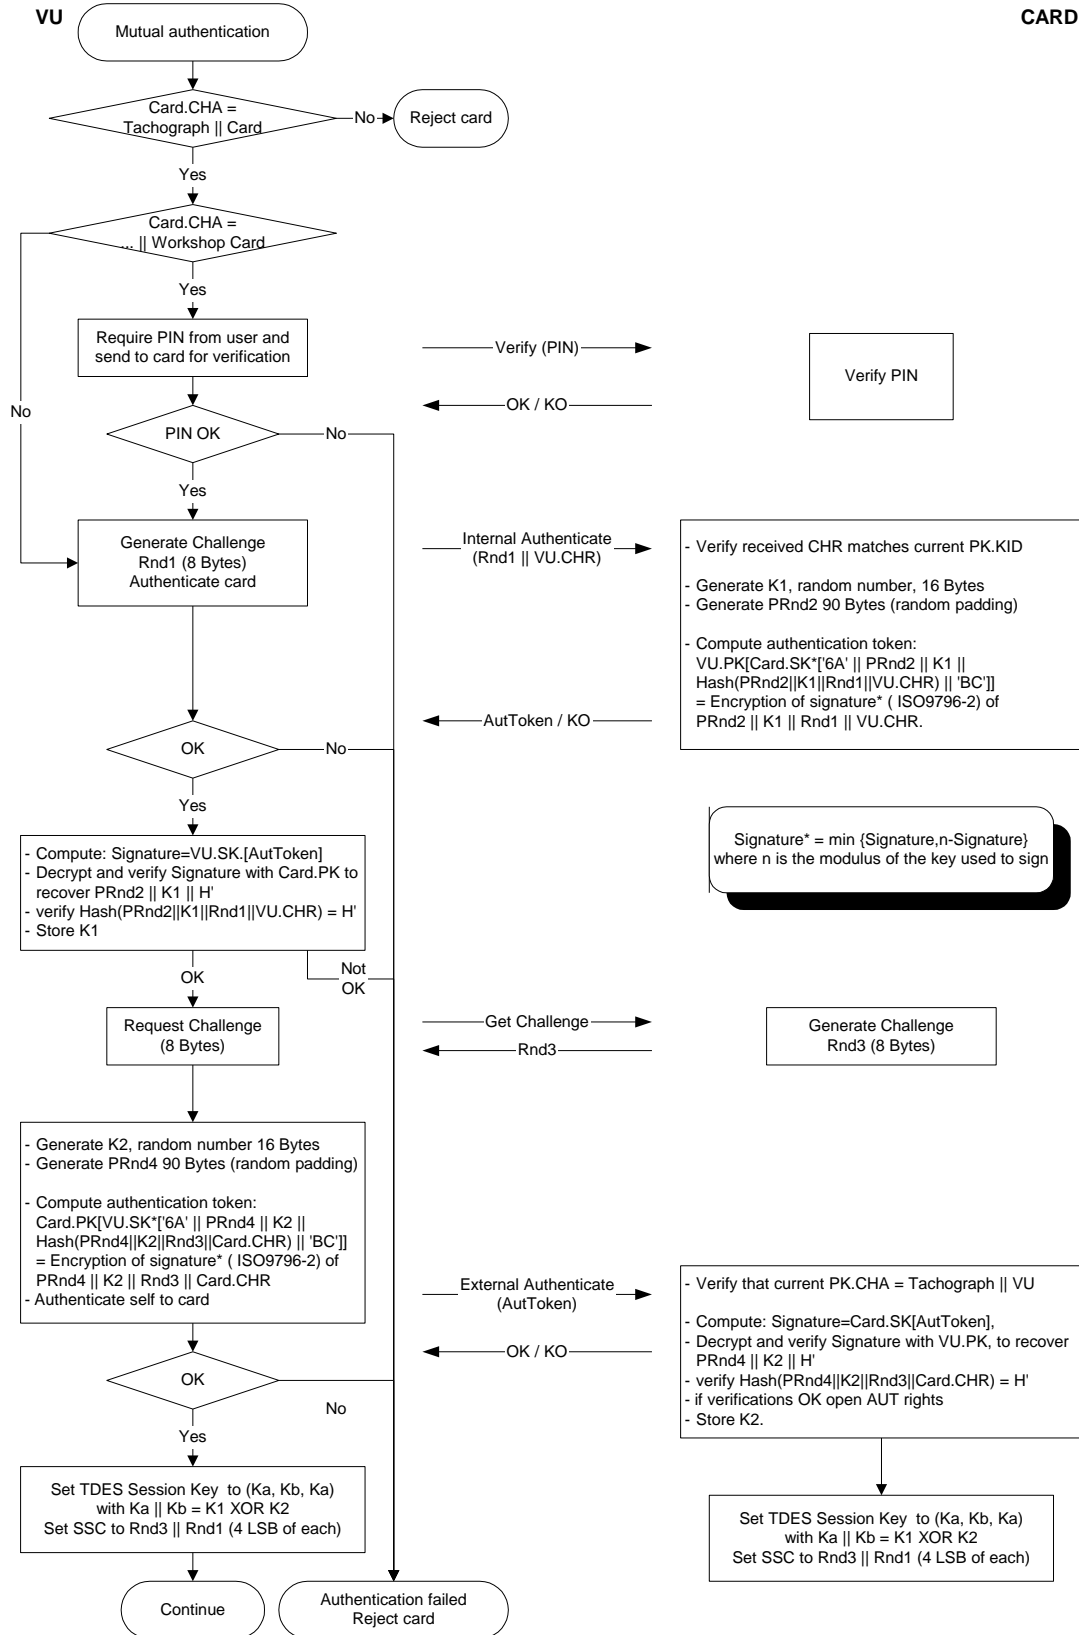 VU
CARD
Mutual authentication
Card.CHA =
Tachograph || Card
No
Reject card
Yes
Card.CHA =
... || Workshop Card
Yes
Require PIN from user and
send to card for verification
Verify (PIN)
Verify PIN
OK / KO
No
PIN OK
No
Yes
Generate Challenge
Rnd1 (8 Bytes)
Authenticate card
Internal Authenticate
(Rnd1 || VU.CHR)
- Verify received CHR matches current PK.KID
- Generate K1, random number, 16 Bytes
- Generate PRnd2 90 Bytes (random padding)
- Compute authentication token:
VU.PK[Card.SK*['6A' || PRnd2 || K1 ||
Hash(PRnd2||K1||Rnd1||VU.CHR) || 'BC']]
= Encryption of signature* ( ISO9796-2) of
PRnd2 || K1 || Rnd1 || VU.CHR.
AutToken / KO
OK
No
Yes
Signature* = min {Signature,n-Signature}
where n is the modulus of the key used to sign
- Compute: Signature=VU.SK.[AutToken]
- Decrypt and verify Signature with Card.PK to
recover PRnd2 || K1 || H'
- verify Hash(PRnd2||K1||Rnd1||VU.CHR) = H'
- Store K1
OK
Not
OK
Request Challenge
(8 Bytes)
Get Challenge
Rnd3
Generate Challenge
Rnd3 (8 Bytes)
- Generate K2, random number 16 Bytes
- Generate PRnd4 90 Bytes (random padding)
- Compute authentication token:
Card.PK[VU.SK*['6A' || PRnd4 || K2 ||
Hash(PRnd4||K2||Rnd3||Card.CHR) || 'BC']]
= Encryption of signature* ( ISO9796-2) of
PRnd4 || K2 || Rnd3 || Card.CHR
- Authenticate self to card
External Authenticate
(AutToken)
- Verify that current PK.CHA = Tachograph || VU
- Compute: Signature=Card.SK[AutToken],
- Decrypt and verify Signature with VU.PK, to recover
PRnd4 || K2 || H'
- verify Hash(PRnd4||K2||Rnd3||Card.CHR) = H'
- if verifications OK open AUT rights
- Store K2.
OK / KO
OK
No
Yes
Set TDES Session Key to (Ka, Kb, Ka)
with Ka || Kb = K1 XOR K2
Set SSC to Rnd3 || Rnd1 (4 LSB of each)
Set TDES Session Key to (Ka, Kb, Ka)
with Ka || Kb = K1 XOR K2
Set SSC to Rnd3 || Rnd1 (4 LSB of each)
Continue
Authentication failed
Reject card